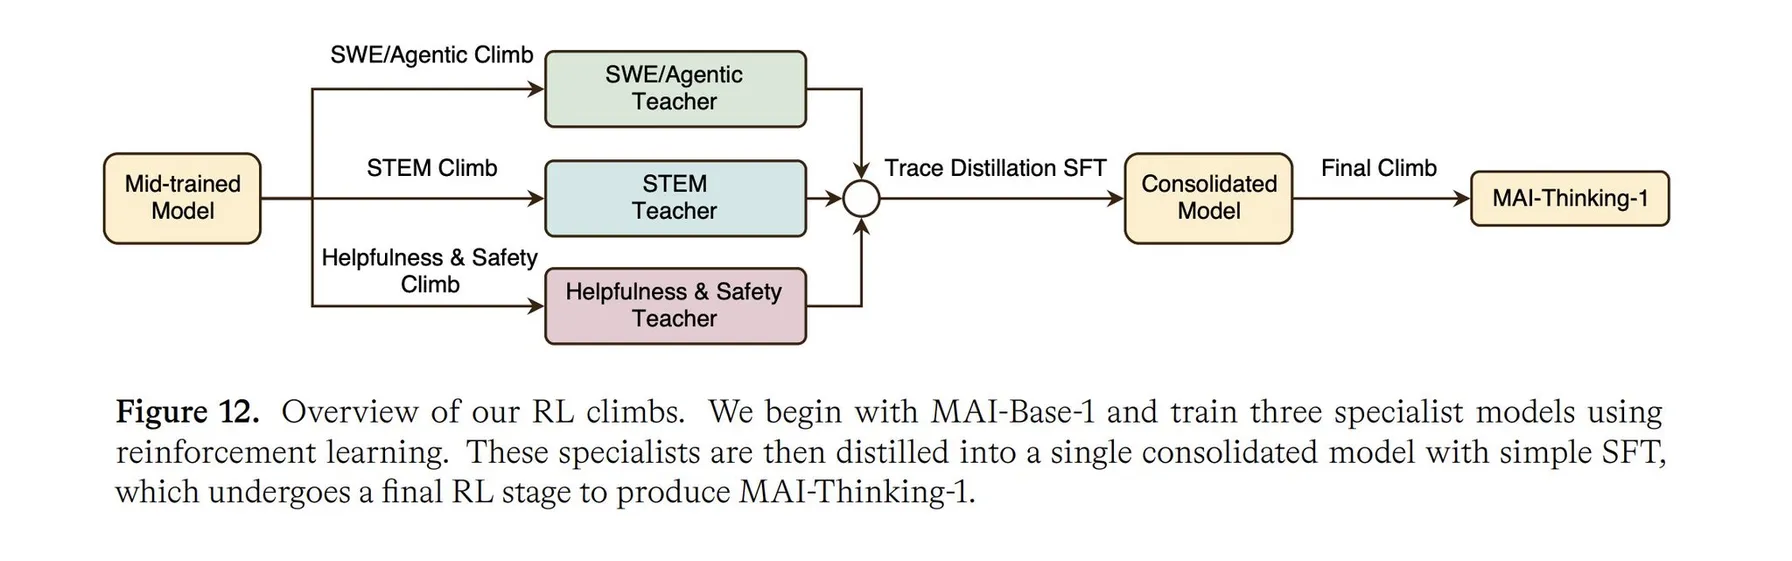 SWE/Agentic Climb
SWE/Agentic
Teacher
Mid-trained
Model
STEM Climb
STEM
Teacher
Trace Distillation SFT
Consolidated
Model
Final Climb
MAI-Thinking-1
Helpfulness & Safety
Climb
Helpfulness & Safety
Teacher
Figure 12. Overview of our RL climbs. We begin with MAI-Base-1 and train three specialist models using
reinforcement learning. These specialists are then distilled into a single consolidated model with simple SFT,
which undergoes a final RL stage to produce MAI-Thinking-1.